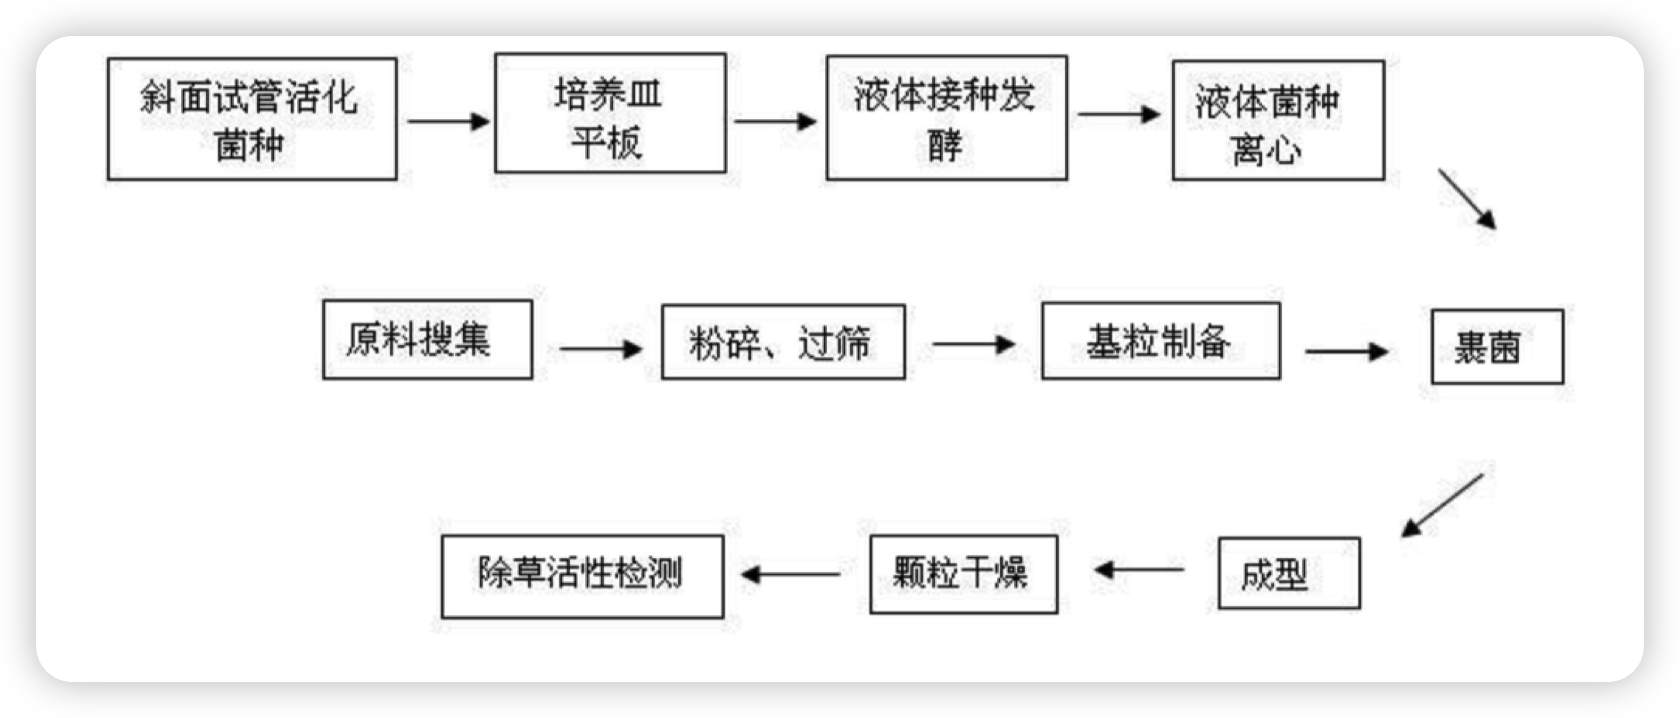 斜面试管活化
菌种
培养皿
平板
液体接种发
酵
液体菌种
离心
原料搜集
粉碎、过筛
基粒制备
裹菌
除草活性检测
颗粒干燥
成型